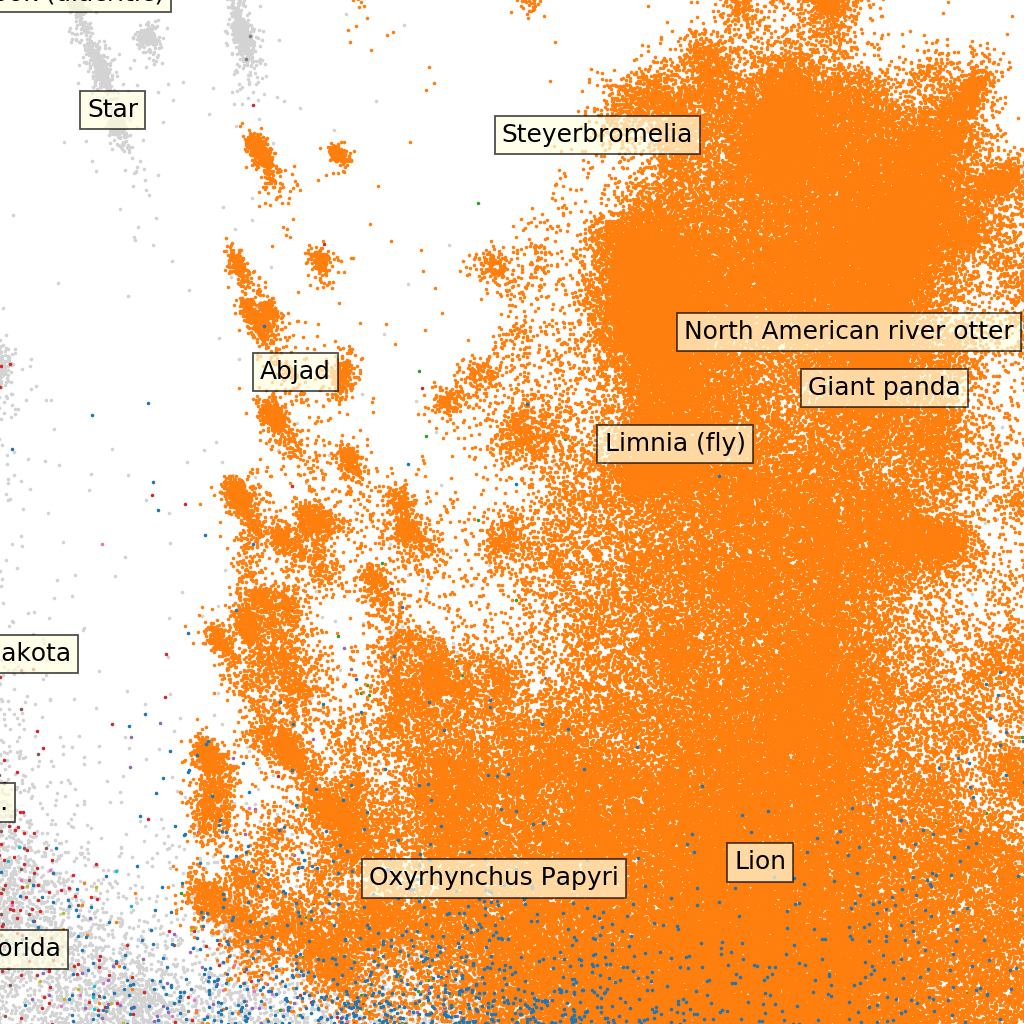 Star
Steyerbromelia
North American river otter
Abjad
Giant panda
Limnia (fly)
akota
.
Lion
Oxyrhynchus Papyri
orida